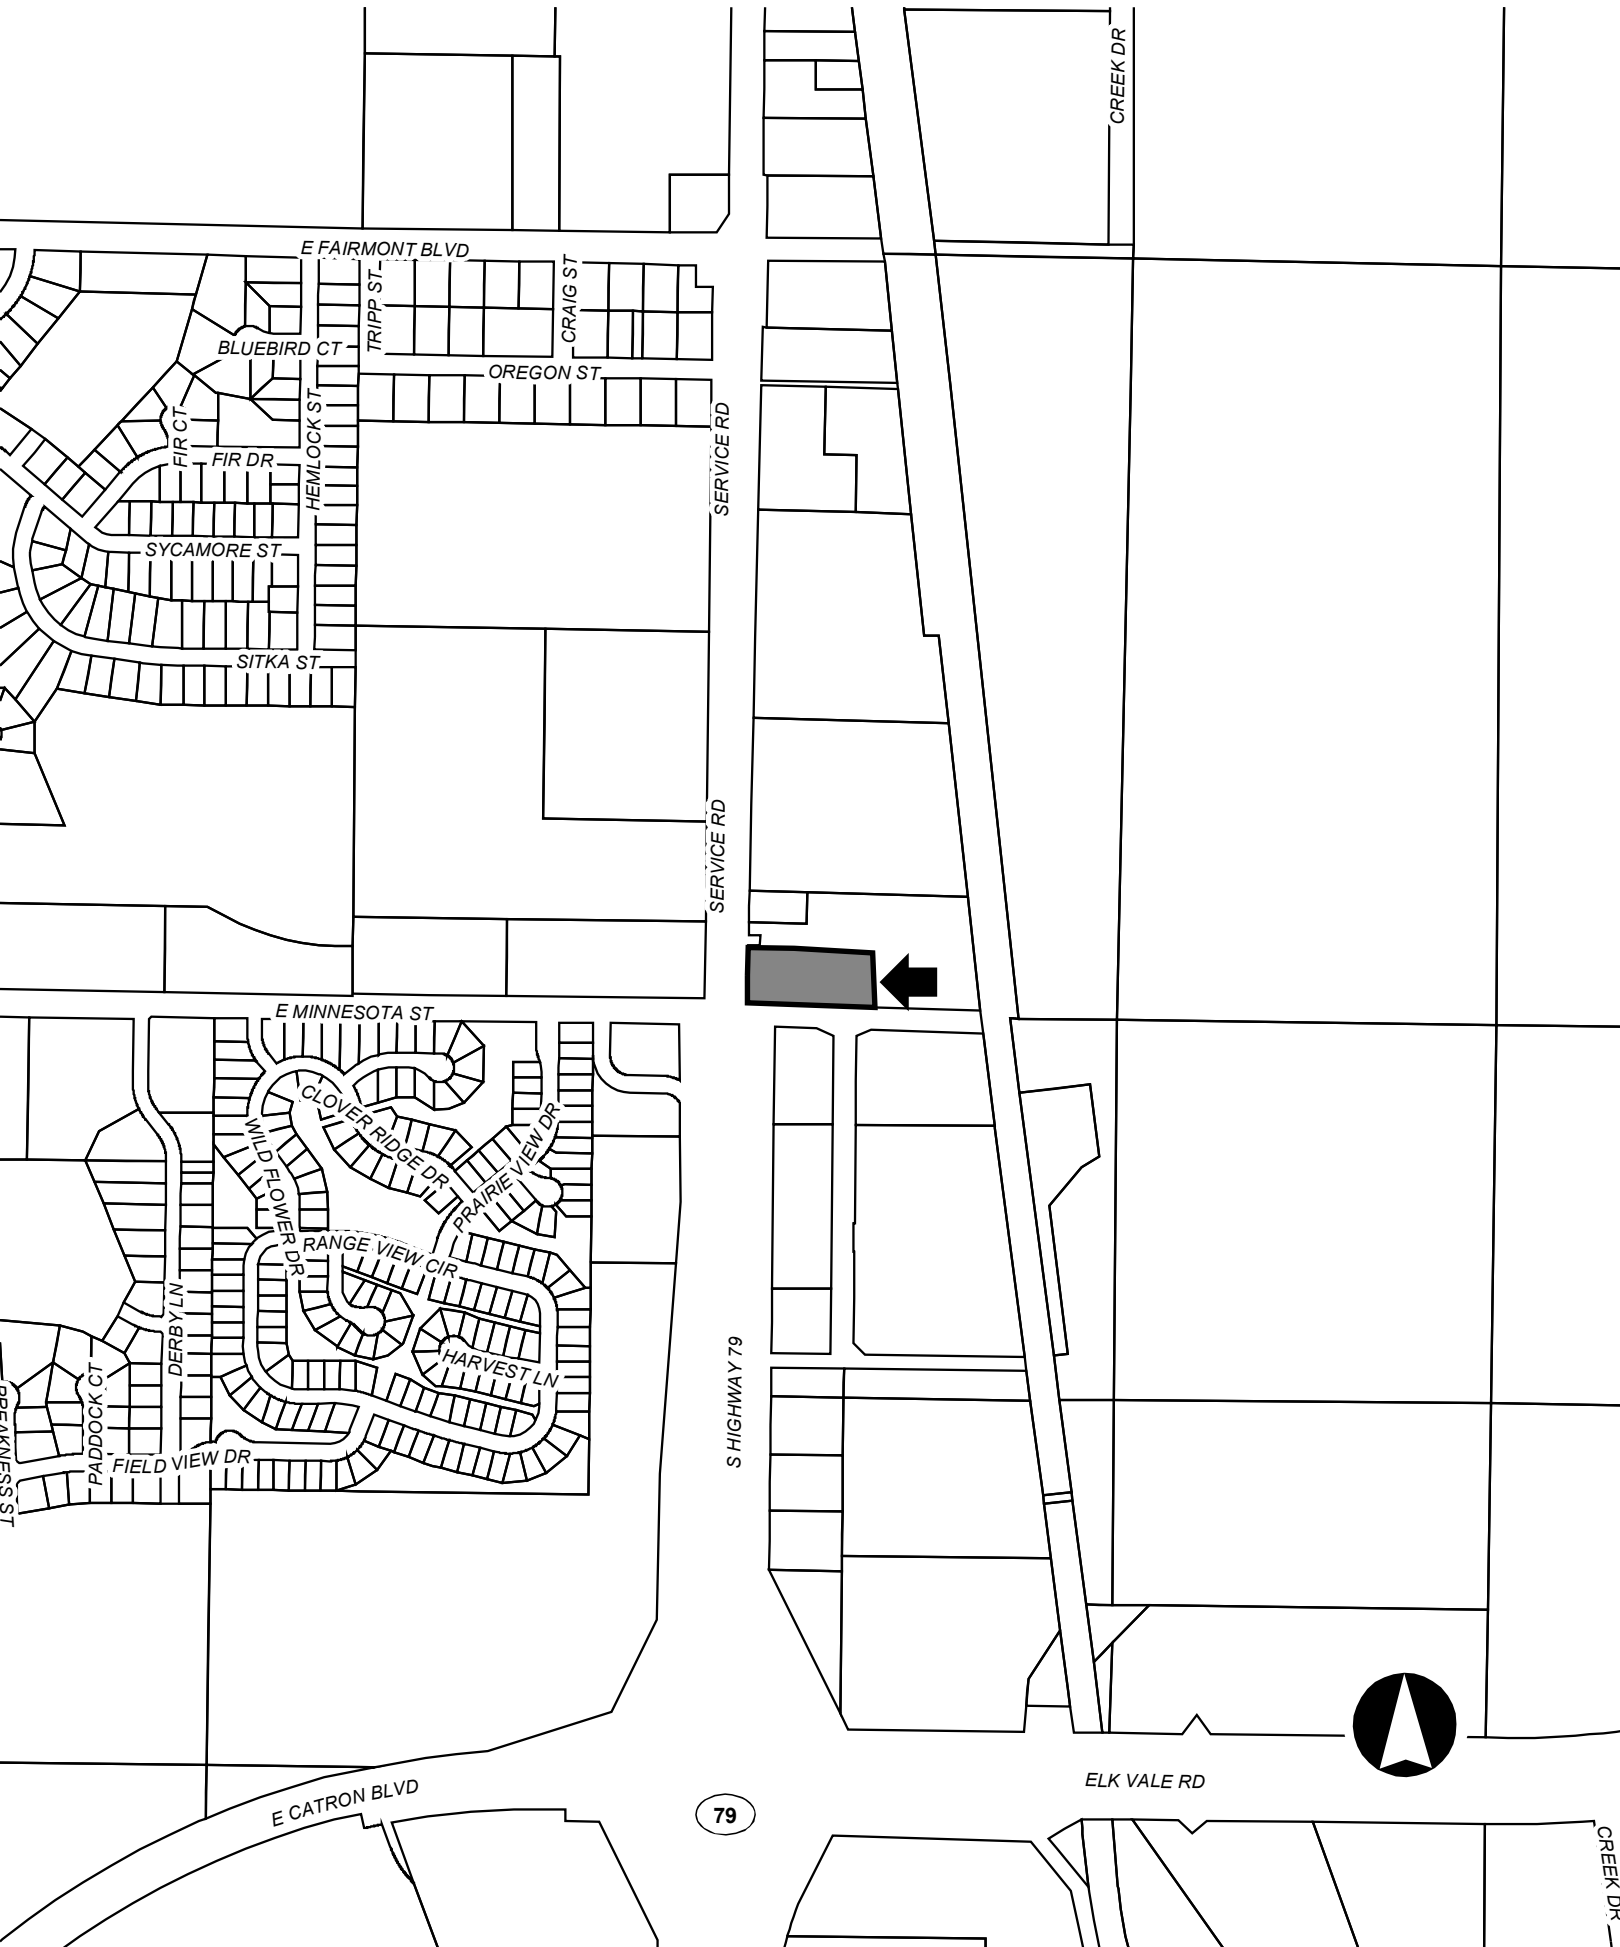 CREEK DR
E FAIRMONT BLVD
TRIPP ST
CRAIG ST
BLUEBIRD CT
OREGON ST
HEMLOCK ST
FIR CT
FIR DR
SERVICE RD
SYCAMORE ST
SITKA ST
SERVICE RD
E MINNESOTA ST
CLOVER RIDGE DR
WILD FLOWER DR
PRAIRIE VIEW DR
RANGE VIEW CIR
DERBY LN
HARVEST LN
PADDOCK CT
S HIGHWAY 79
PREAKNESS ST
FIELD VIEW DR
E CATRON BLVD
ELK VALE RD
79
CREEK DR